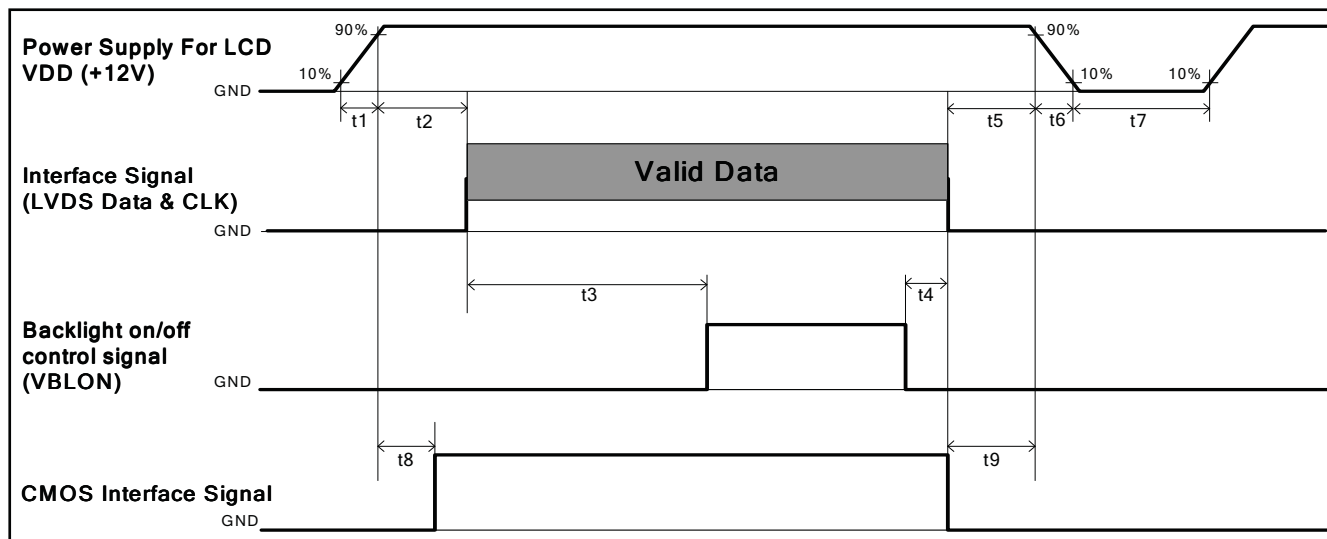 Power Supply For LCD
VDD (+12V)
90%
90%
10%
10%
10%
GND
t1
t2
t5
t6
t7
Valid Data
Interface Signal
(LVDS Data & CLK)
GND
t3
t4
Backlight on/off
control signal
(VBLON)
GND
t8
t9
CMOS Interface Signal
GND